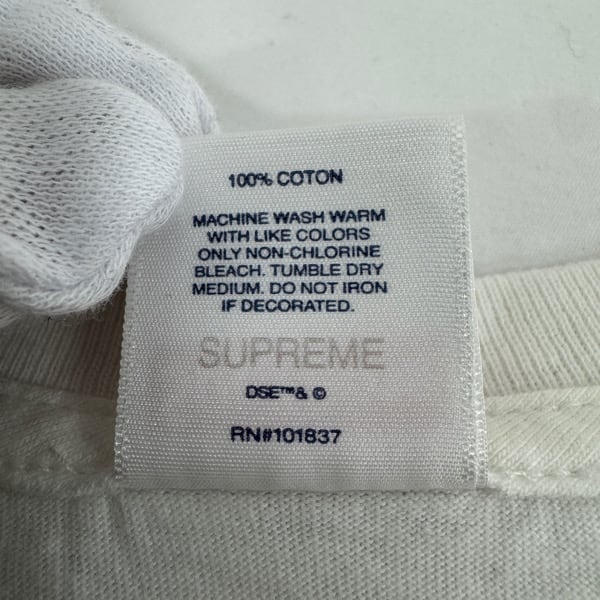 100% COTON
MACHINE WASH WARM
WITH LIKE COLORS
ONLY NON-CHLORINE
BLEACH. TUMBLE DRY
MEDIUM. DO NOT IRON
IF DECORATED.
SUPREME
DSE™& ©
RN#101837